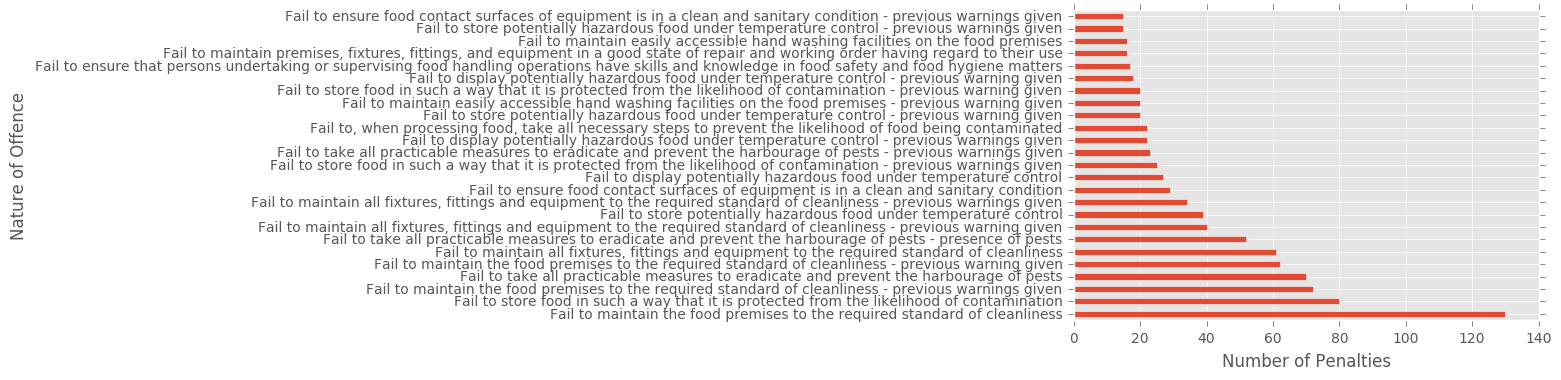 Fail to ensure food contact surfaces of equipment is in a clean and sanitary condition - previous warnings given
Fail to store potentially hazardous food under temperature control - previous warnings given
Fail to maintain easily accessible hand washing facilities on the food premises
Fail to maintain premises, fixtures, fittings, and equipment in a good state of repair and working order having regard to their use
Fail to ensure that persons undertaking or supervising food handling operations have skills and knowledge in food safety and food hygiene matters
Fail to display potentially hazardous food under temperature control - previous warning given
Fail to store food in such a way that it is protected from the likelihood of contamination - previous warnings given
Fail to maintain easily accessible hand washing facilities on the food premises - previous warning given
Fail to store potentially hazardous food under temperature control - previous warning given
Fail to, when processing food, take all necessary steps to prevent the likelihood of food being contaminated
Fail to display potentially hazardous food under temperature control - previous warnings given
Fail to take all practicable measures to eradicate and prevent the harbourage of pests - previous warnings given
Fail to store food in such a way that it is protected from the likelihood of contamination - previous warning given
Fail to display potentially hazardous food under temperature control
Fail to ensure food contact surfaces of equipment is in a clean and sanitary condition
Fail to maintain all fixtures, fittings and equipment to the required standard of cleanliness - previous warnings given
Fail to store potentially hazardous food under temperature control
Fail to maintain all fixtures, fittings and equipment to the required standard of cleanliness - previous warning given
Fail to take all practicable measures to eradicate and prevent the harbourage of pests - presence of pests
Fail to maintain all fixtures, fittings and equipment to the required standard of cleanliness
Fail to maintain the food premises to the required standard of cleanliness - previous warning given
Fail to take all practicable measures to eradicate and prevent the harbourage of pests
Fail to maintain the food premises to the required standard of cleanliness - previous warnings given
Fail to store food in such a way that it is protected from the likelihood of contamination
Fail to maintain the food premises to the required standard of cleanliness
Nature of Offence
0 20 40 60 80 100 120 140
Number of Penalties